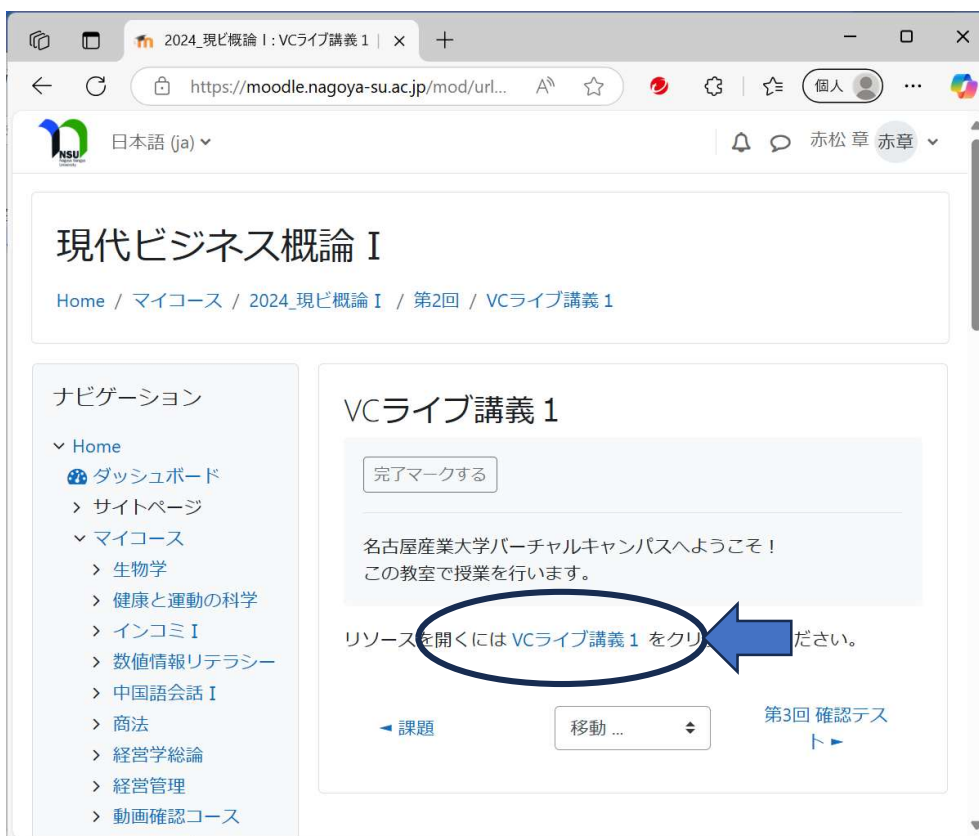 2024_現ビ概論Ⅰ: VCライブ講義1 |
https://moodle.nagoya-su.ac.jp/mod/url...
個人
NSU
日本語 (ja)
赤松 章 赤章
現代ビジネス概論Ⅰ
Home / マイコース / 2024_現ビ概論Ⅰ / 第2回 / VCライブ講義1
ナビゲーション
Home
ダッシュボード
サイトページ
マイコース
生物学
健康と運動の科学
インコミⅠ
数値情報リテラシー
中国語会話Ⅰ
商法
経営学総論
経営管理
動画確認コース
VCライブ講義1
完了マークする
名古屋産業大学バーチャルキャンパスへようこそ!
この教室で授業を行います。
リソースを開くには VCライブ講義1 をクリ ださい。
◄ 課題
移動 ...
第3回 確認テス
ト ►